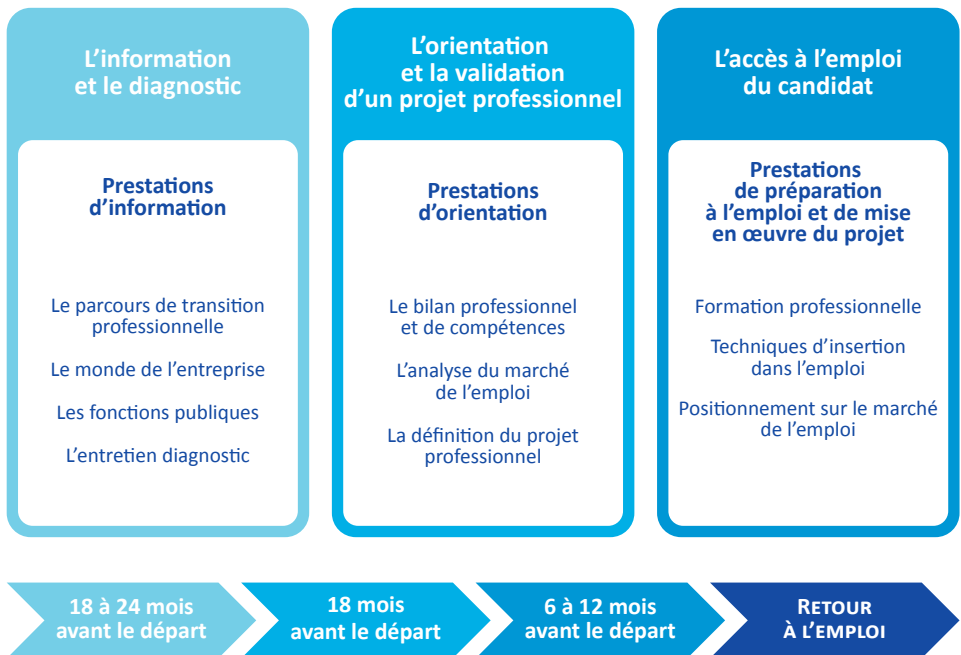 L’information
et le diagnostic
Prestations
d’information
Le parcours de transition
professionnelle
Le monde de l’entreprise
Les fonctions publiques
L’entretien diagnostic
L’orientation
et la validation
d’un projet professionnel
Prestations
d’orientation
Le bilan professionnel
et de compétences
L’analyse du marché
de l’emploi
La définition du projet
professionnel
L’accès à l’emploi
du candidat
Prestations
de préparation
à l’emploi et de mise
en œuvre du projet
Formation professionnelle
Techniques d’insertion
dans l’emploi
Positionnement sur le marché
de l’emploi
18 à 24 mois
avant le départ
18 mois
avant le départ
6 à 12 mois
avant le départ
RETOUR
À L’EMPLOI